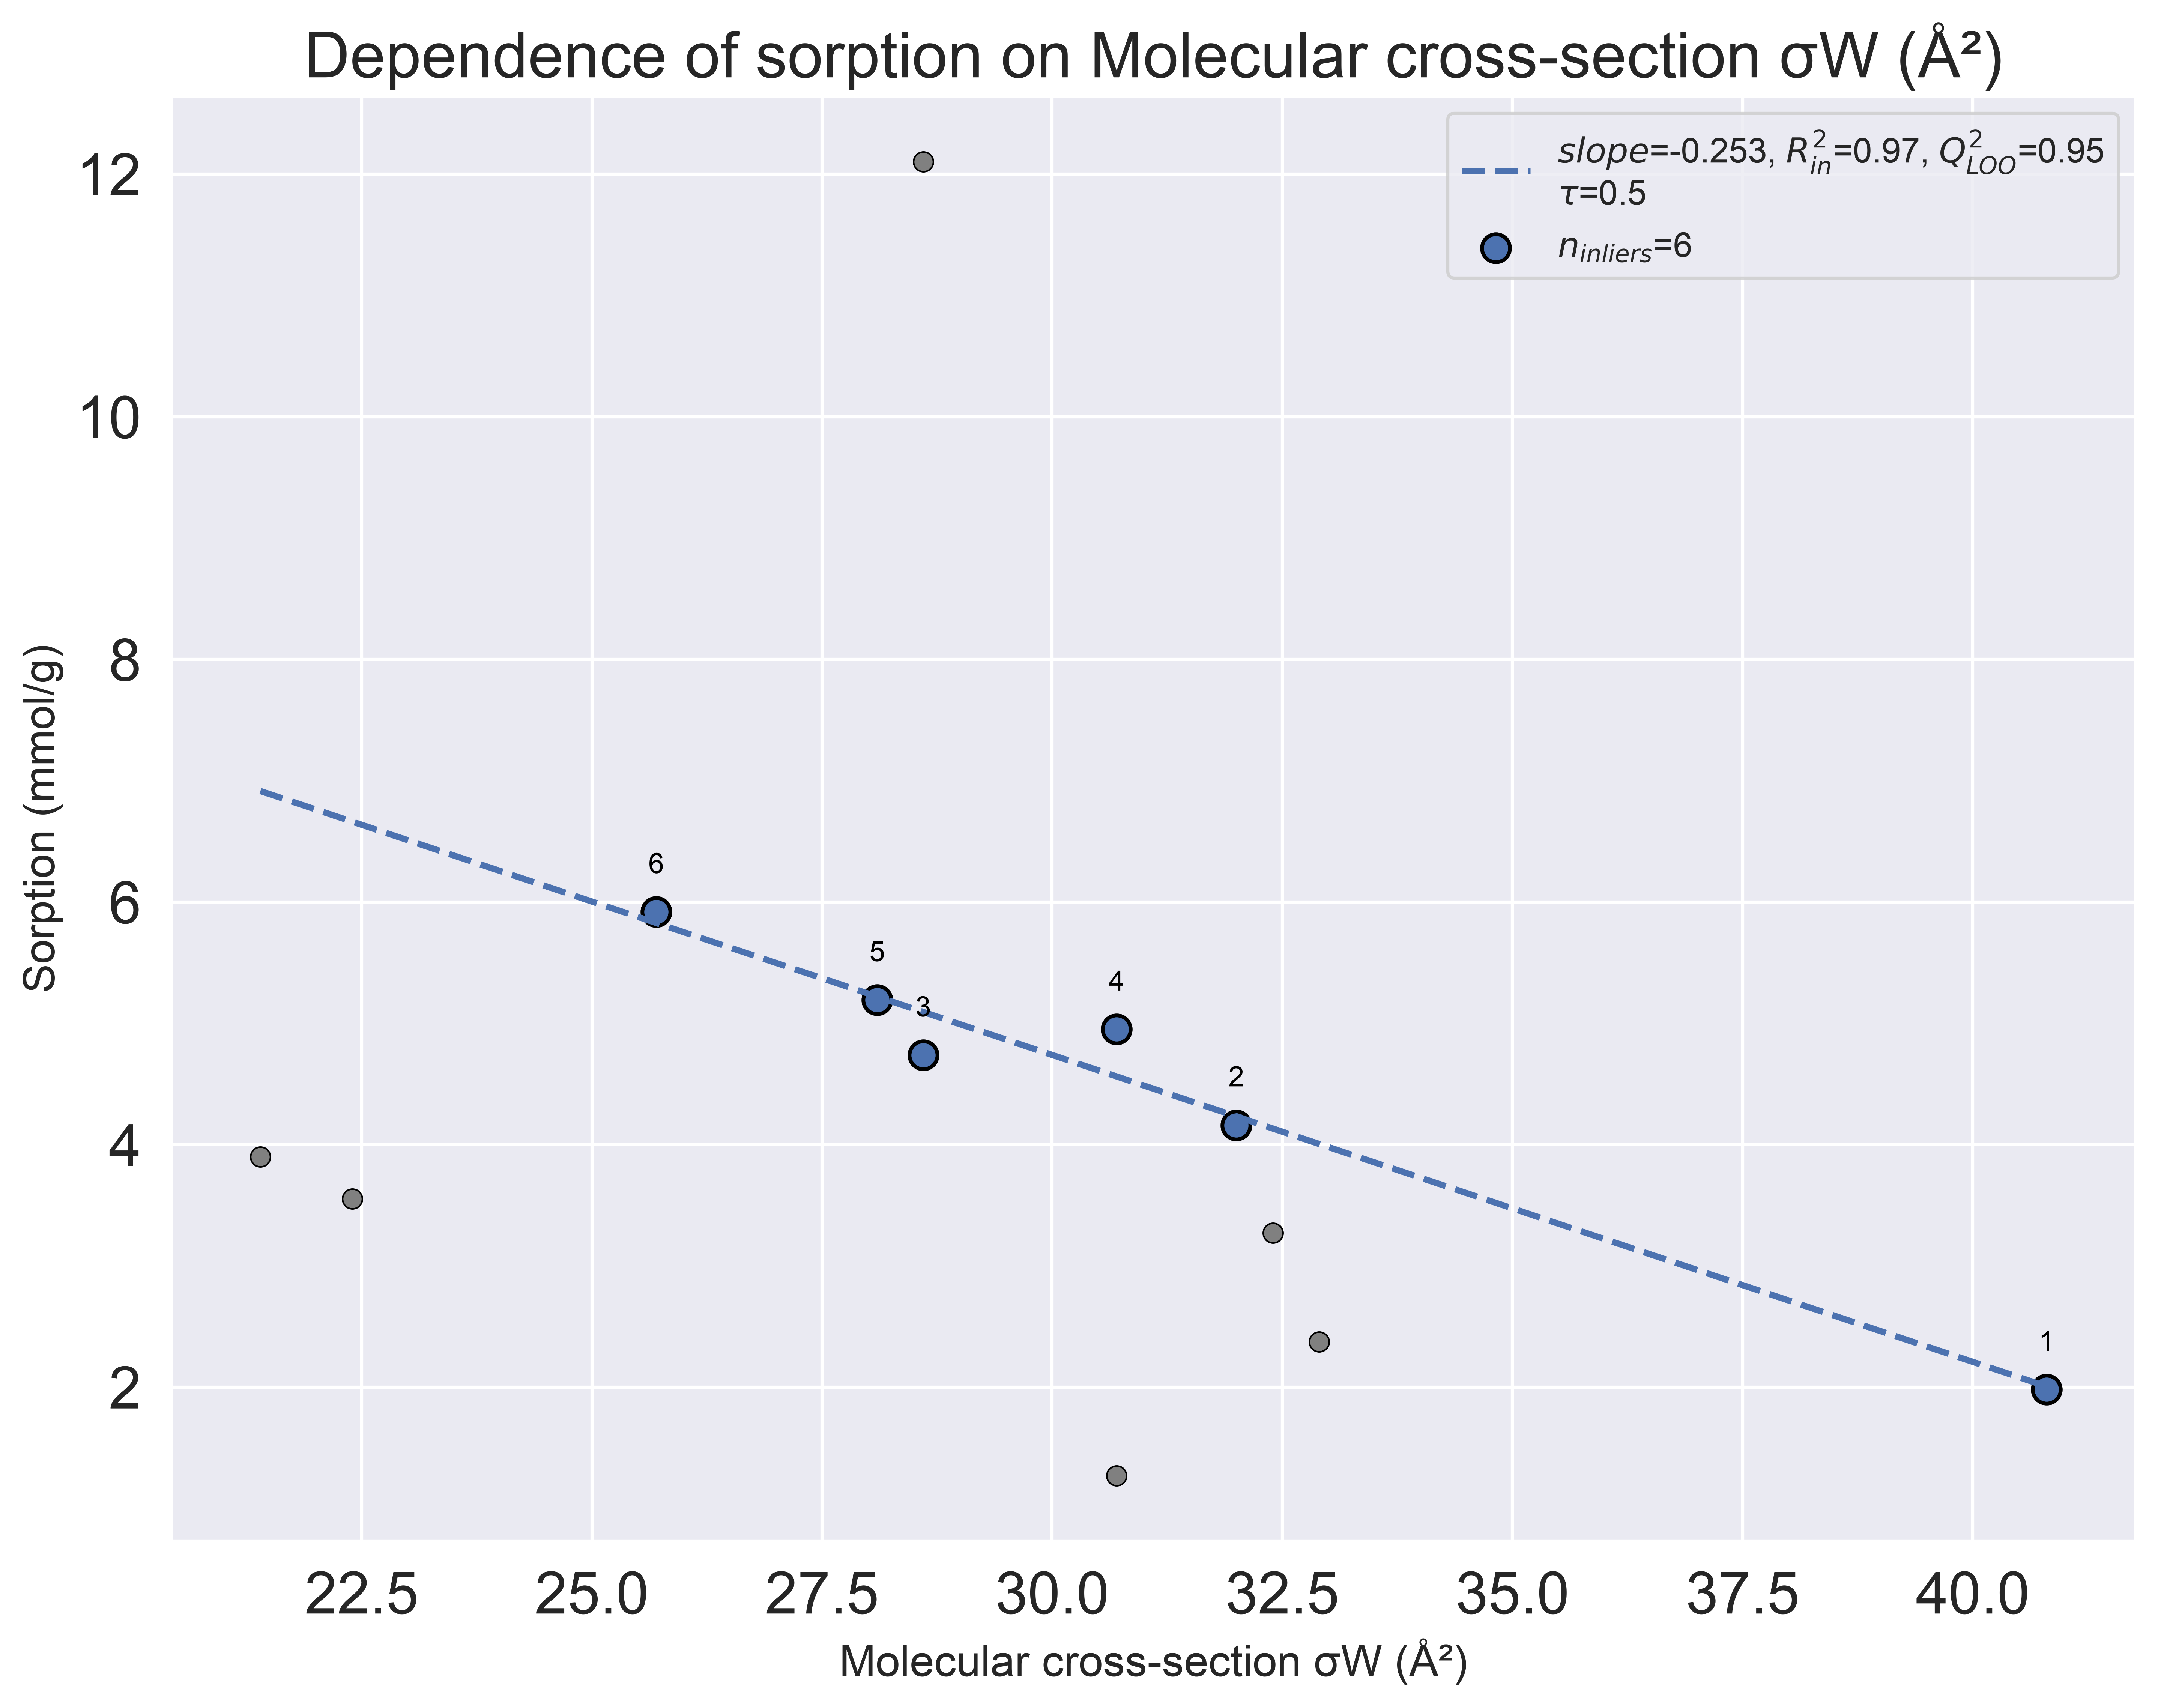 Dependence of sorption on Molecular cross-section σW (Å²)
slope=-0.253, R²in=0.97, Q²LOO=0.95
τ=0.5
ninliers=6
12
10
8
6
4
2
Sorption (mmol/g)
6
5
3
4
2
1
22.5 25.0 27.5 30.0 32.5 35.0 37.5 40.0
Molecular cross-section σW (Å²)